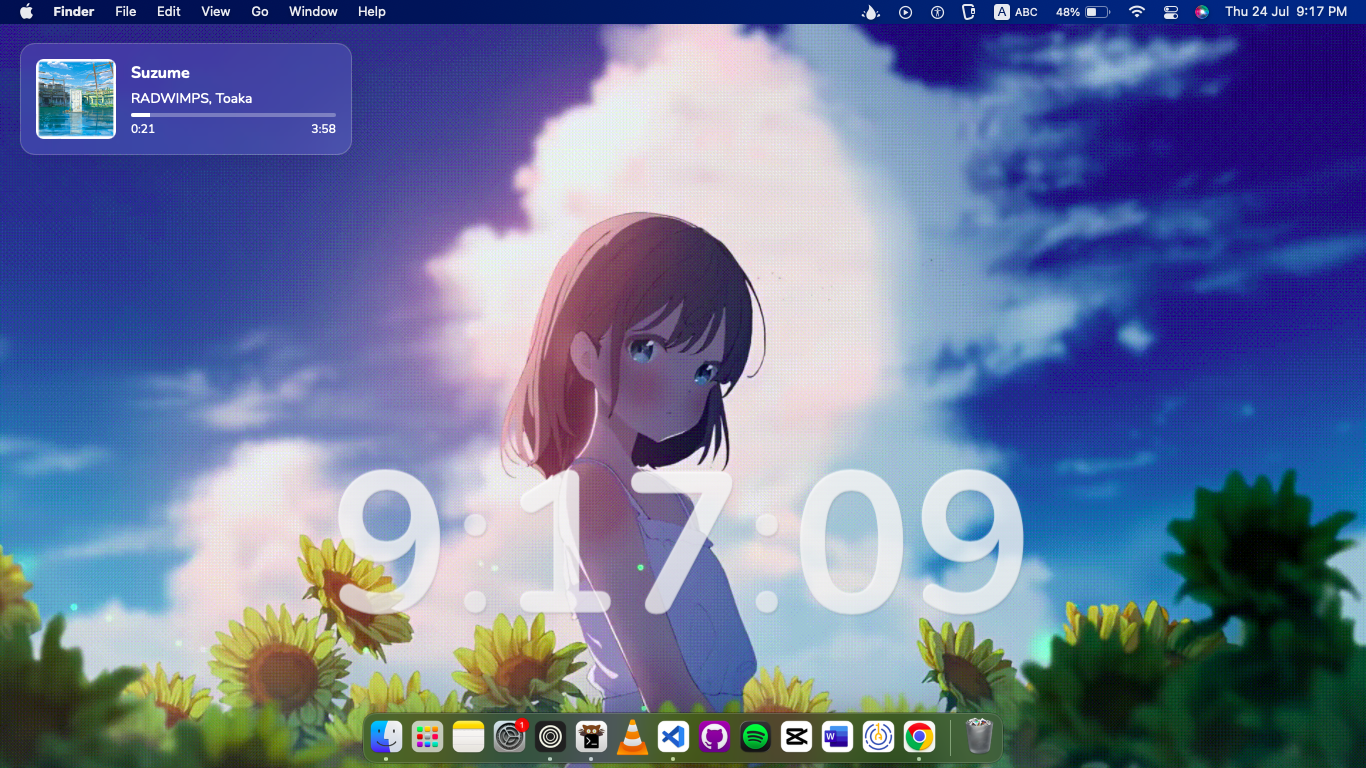 Finder File Edit View Go Window Help A ABC 48% Thu 24 Jul 9:17 PM
Suzume
RADWIMPS, Toaka
0:21 3:58
9:17:09
1
W